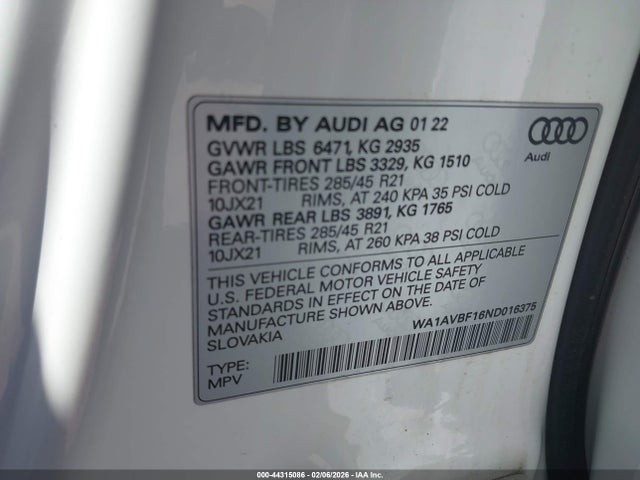 MFD. BY AUDI AG 01 22
GVWR LBS 6471, KG 2935
GAWR FRONT LBS 3329, KG 1510
FRONT-TIRES 285/45 R21
10JX21 RIMS, AT 240 KPA 35 PSI COLD
GAWR REAR LBS 3891, KG 1765
REAR-TIRES 285/45 R21
10JX21 RIMS, AT 260 KPA 38 PSI COLD
Audi
THIS VEHICLE CONFORMS TO ALL APPLICABLE
U.S. FEDERAL MOTOR VEHICLE SAFETY
STANDARDS IN EFFECT ON THE DATE OF
MANUFACTURE SHOWN ABOVE.
SLOVAKIA
WA1AVBF16ND016375
TYPE:
MPV
000-44315086 - 02/06/2026 - © IAA Inc.